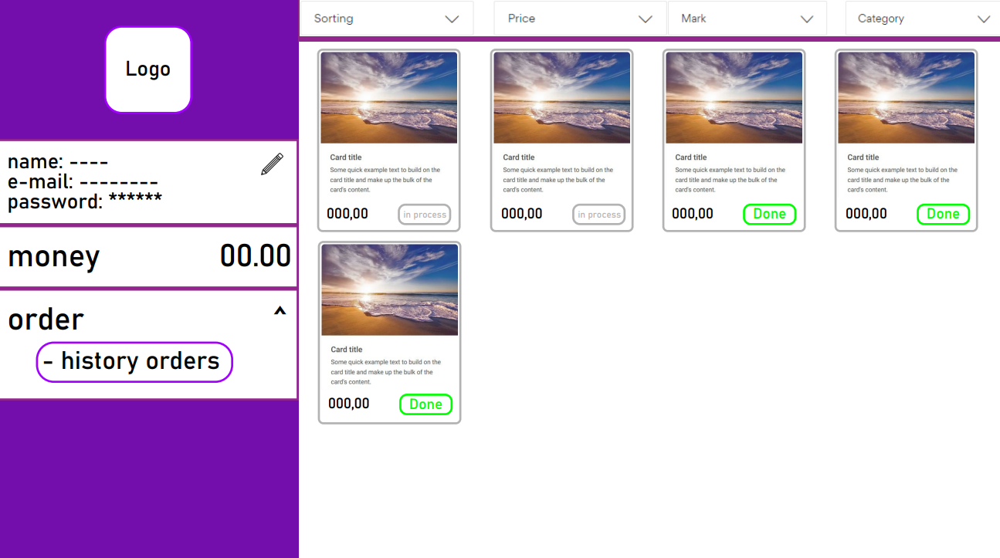 Logo
name: ----
e-mail: --------
password: ******
money 00.00
order ^
- history orders
Sorting Price Mark Category
Card title
Some quick example text to build on the
card title and make up the bulk of the
card's content.
000,00 in process
Card title
Some quick example text to build on the
card title and make up the bulk of the
card's content.
000,00 in process
Card title
Some quick example text to build on the
card title and make up the bulk of the
card's content.
000,00 Done
Card title
Some quick example text to build on the
card title and make up the bulk of the
card's content.
000,00 Done
Card title
Some quick example text to build on the
card title and make up the bulk of the
card's content.
000,00 Done